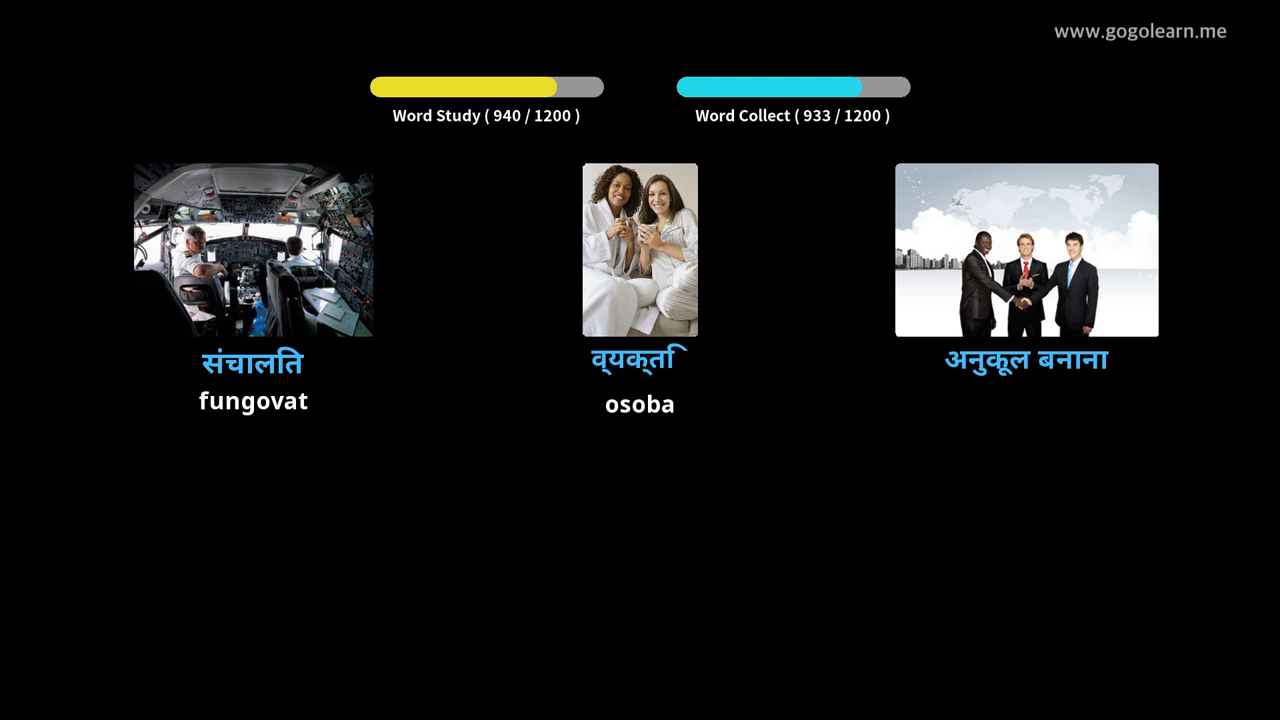 www.gogolearn.me
Word Study ( 940 / 1200 )
Word Collect ( 933 / 1200 )
संचालति
व्यक्ति
अनुकूल बनाना
fungovat
osoba